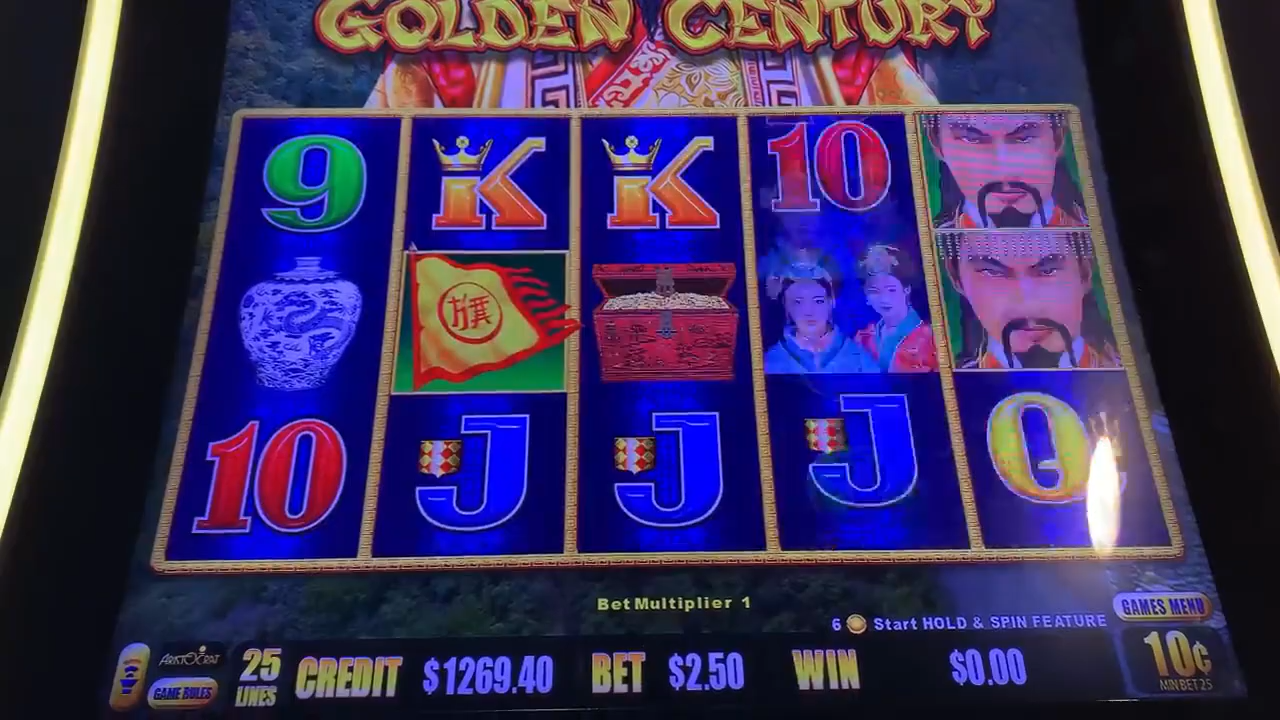 GOLDEN CENTURY
9 K K 10
旗
10 J J J Q
Bet Multiplier 1
6 Start HOLD & SPIN FEATURE
GAMES MENU
ARISTOCRAT
GAME RULES
25 LINES
CREDIT $1269.40
BET $2.50
WIN $0.00
10¢
MIN BET 25